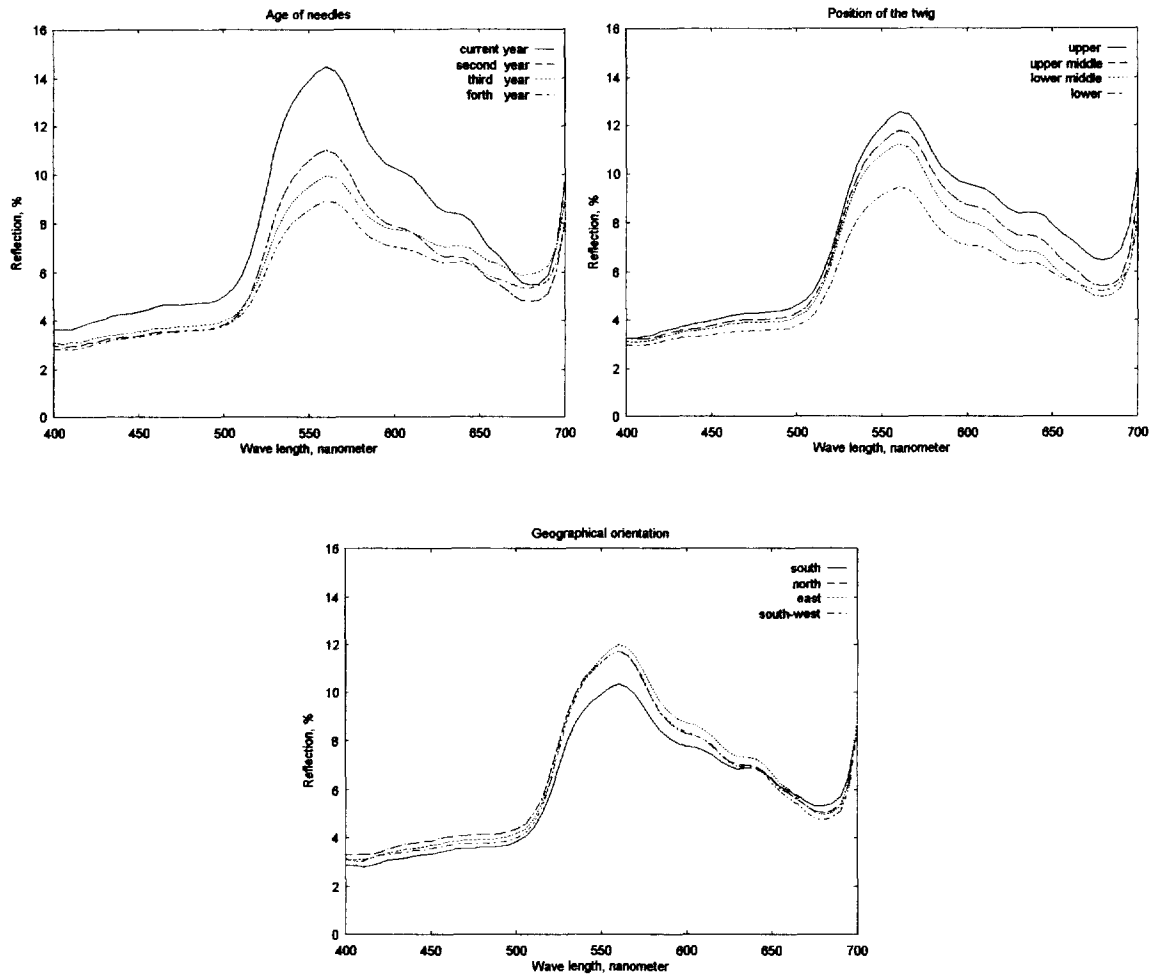 Age of needles
16
14
12
10
8
6
4
2
0
Reflection, %
current year
second year
third year
forth year
400 450 500 550 600 650 700
Wave length, nanometer
Position of the twig
16
14
12
10
8
6
4
2
0
Reflection, %
upper
upper middle
lower middle
lower
400 450 500 550 600 650 700
Wave length, nanometer
Geographical orientation
16
14
12
10
8
6
4
2
0
Reflection, %
south
north
east
south-west
400 450 500 550 600 650 700
Wave length, nanometer